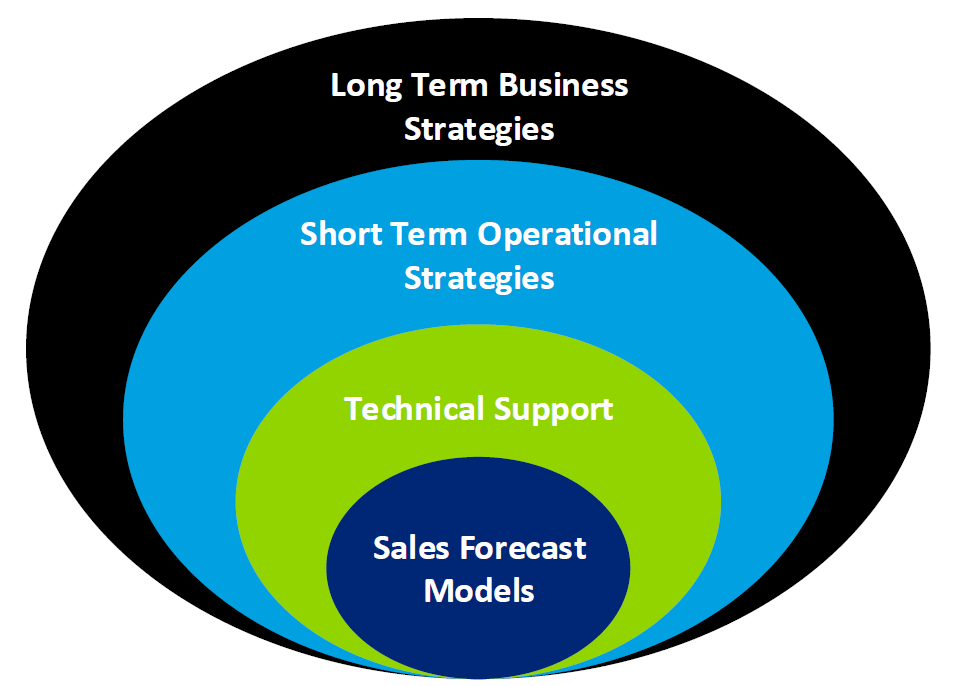 Long Term Business
Strategies
Short Term Operational
Strategies
Technical Support
Sales Forecast
Models